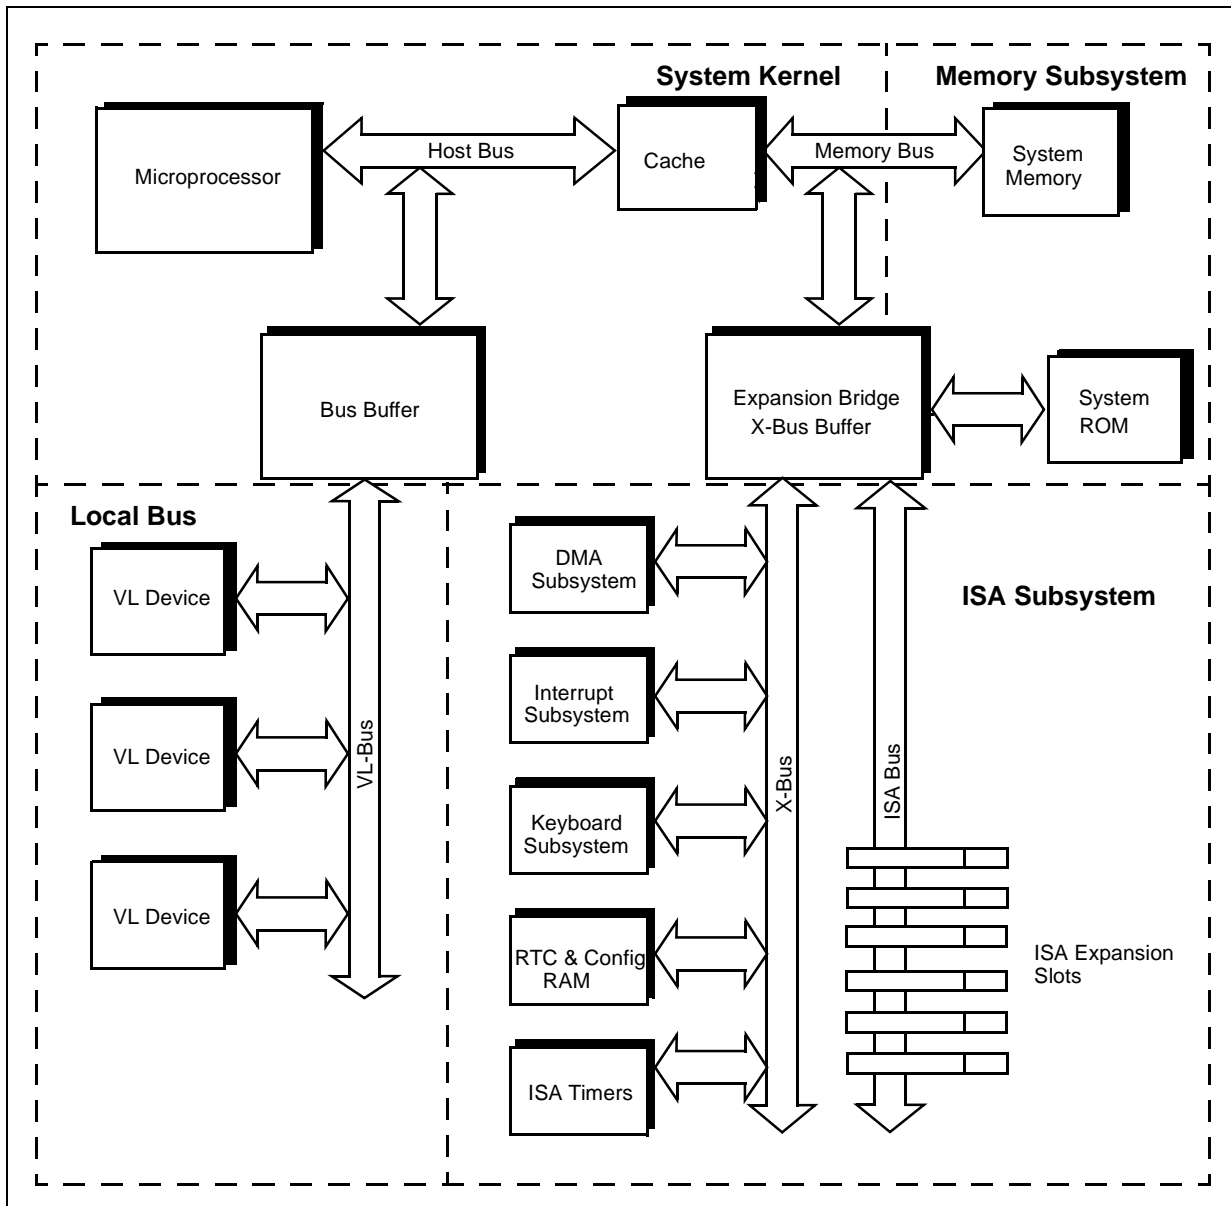 System Kernel
Memory Subsystem
Microprocessor
Host Bus
Cache
Memory Bus
System
Memory
Bus Buffer
Expansion Bridge
X-Bus Buffer
System
ROM
Local Bus
VL Device
VL Device
VL Device
VL-Bus
DMA
Subsystem
Interrupt
Subsystem
Keyboard
Subsystem
RTC & Config
RAM
ISA Timers
X-Bus
ISA Bus
ISA Subsystem
ISA Expansion
Slots